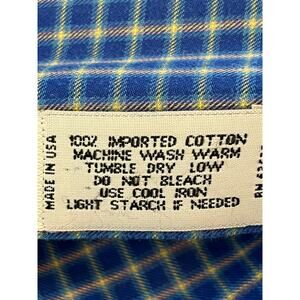 MADE IN USA
100% IMPORTED COTTON
MACHINE WASH WARM
TUMBLE DRY LOW
DO NOT BLEACH
USE COOL IRON
LIGHT STARCH IF NEEDED
RN